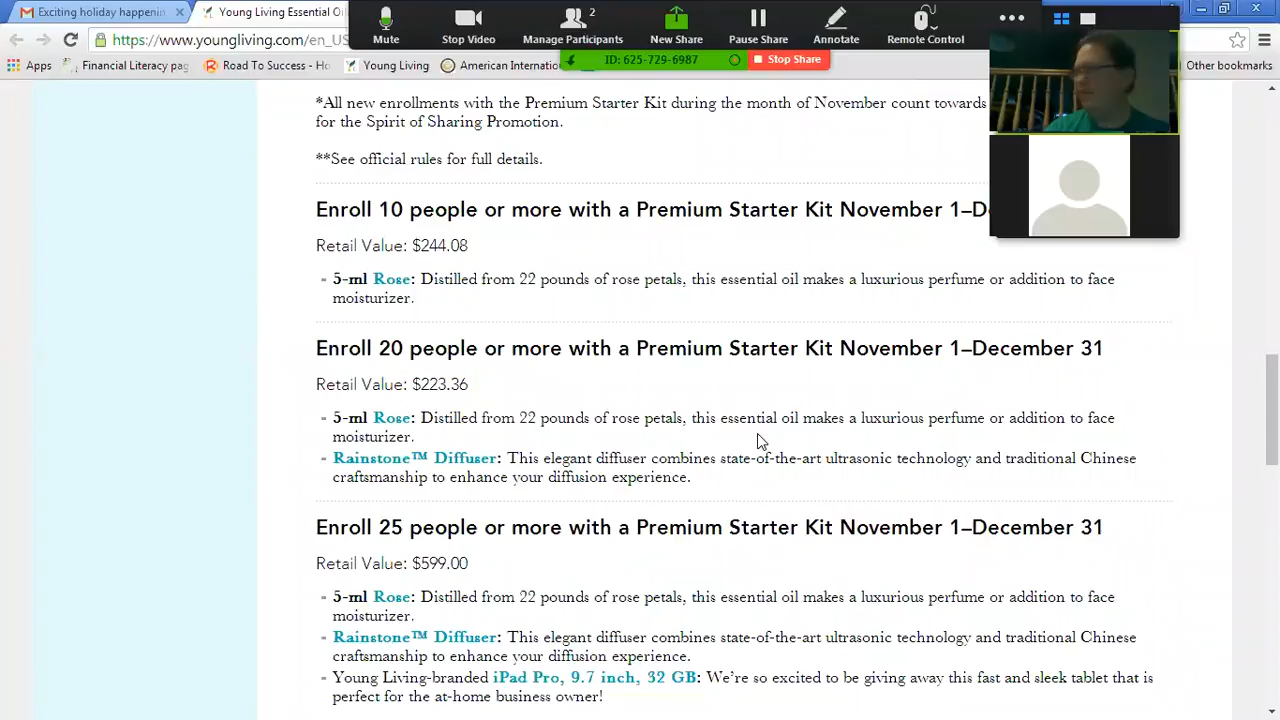 Exciting holiday happenin
Young Living Essential Oi
Mute
Stop Video
2
Manage Participants
New Share
Pause Share
Annotate
Remote Control
https://www.youngliving.com/en_US
ID: 625-729-6987
Stop Share
Apps
Financial Literacy pag
Road To Success - Ho
Young Living
American Internatio
Other bookmarks
*All new enrollments with the Premium Starter Kit during the month of November count towards
for the Spirit of Sharing Promotion.
**See official rules for full details.
Enroll 10 people or more with a Premium Starter Kit November 1–D
Retail Value: $244.08
5-ml Rose: Distilled from 22 pounds of rose petals, this essential oil makes a luxurious perfume or addition to face
moisturizer.
Enroll 20 people or more with a Premium Starter Kit November 1–December 31
Retail Value: $223.36
5-ml Rose: Distilled from 22 pounds of rose petals, this essential oil makes a luxurious perfume or addition to face
moisturizer.
Rainstone™ Diffuser: This elegant diffuser combines state-of-the-art ultrasonic technology and traditional Chinese
craftsmanship to enhance your diffusion experience.
Enroll 25 people or more with a Premium Starter Kit November 1–December 31
Retail Value: $599.00
5-ml Rose: Distilled from 22 pounds of rose petals, this essential oil makes a luxurious perfume or addition to face
moisturizer.
Rainstone™ Diffuser: This elegant diffuser combines state-of-the-art ultrasonic technology and traditional Chinese
craftsmanship to enhance your diffusion experience.
Young Living-branded iPad Pro, 9.7 inch, 32 GB: We're so excited to be giving away this fast and sleek tablet that is
perfect for the at-home business owner!